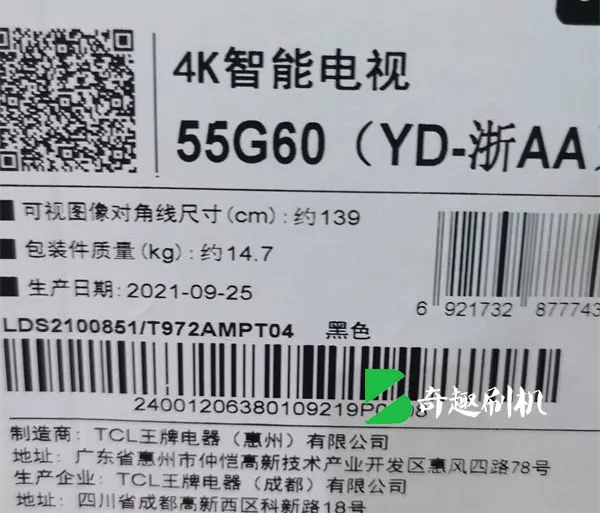 4K智能电视
55G60（YD-浙AA）
■ 可视图像对角线尺寸(cm): 约139
■ 包装件质量(kg): 约14.7
■ 生产日期: 2021-09-25
6 921732 877743
LDS2100851/T972AMPT04 黑色
奇趣刷机
制造商: TCL王牌电器（惠州）有限公司
地址: 广东省惠州市仲恺高新技术产业开发区惠风四路78号
生产企业: TCL王牌电器（成都）有限公司
地址: 四川省成都高新西区科新路18号